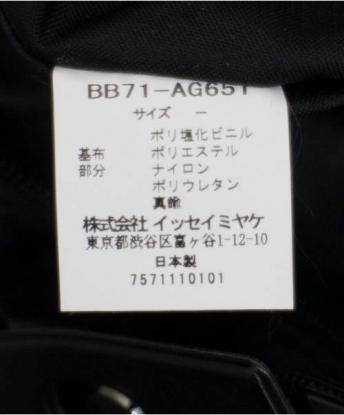 BB71-AG651
サイズ ー
ポリ塩化ビニル
基布 ポリエステル
部分 ナイロン
ポリウレタン
真鍮
株式会社 イッセイミヤケ
東京都渋谷区富ヶ谷1-12-10
日本製
7571110101